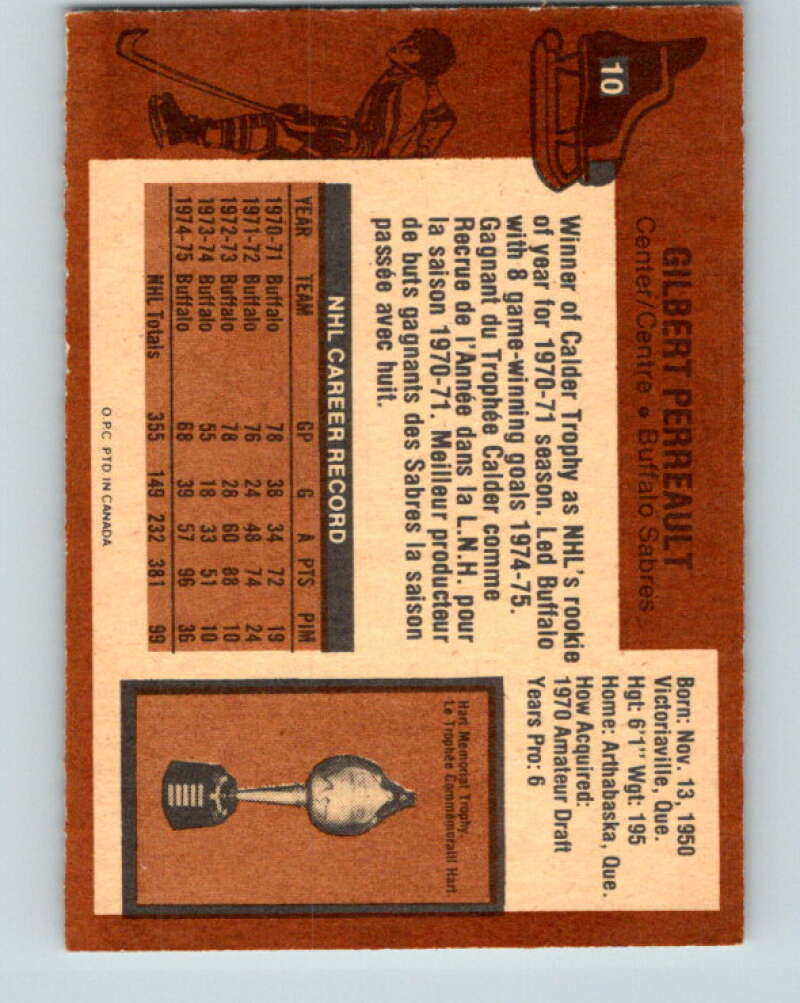 10
GILBERT PERREAULT
Center/Centre • Buffalo Sabres
Born: Nov. 13, 1950
Victoriaville, Que.
Hgt: 6'1" Wgt: 195
Home: Arthabaska, Que.
How Acquired:
1970 Amateur Draft
Years Pro: 6
Winner of Calder Trophy as NHL's rookie
of year for 1970-71 season. Led Buffalo
with 8 game-winning goals 1974-75.
Gagnant du Trophée Calder comme
Recrue de l'Année dans la L.N.H. pour
la saison 1970-71. Meilleur producteur
de buts gagnants des Sabres la saison
passée avec huit.
NHL CAREER RECORD
YEAR TEAM GP G A PTS PIM
1970-71 Buffalo 78 38 34 72 19
1971-72 Buffalo 76 24 48 74 24
1972-73 Buffalo 78 28 60 88 10
1973-74 Buffalo 55 18 33 51 10
1974-75 Buffalo 68 39 57 96 36
NHL Totals 355 149 232 381 99
Hart Memorial Trophy.
Le Trophée Commémoratif Hart.
O.P.C. PTD IN CANADA